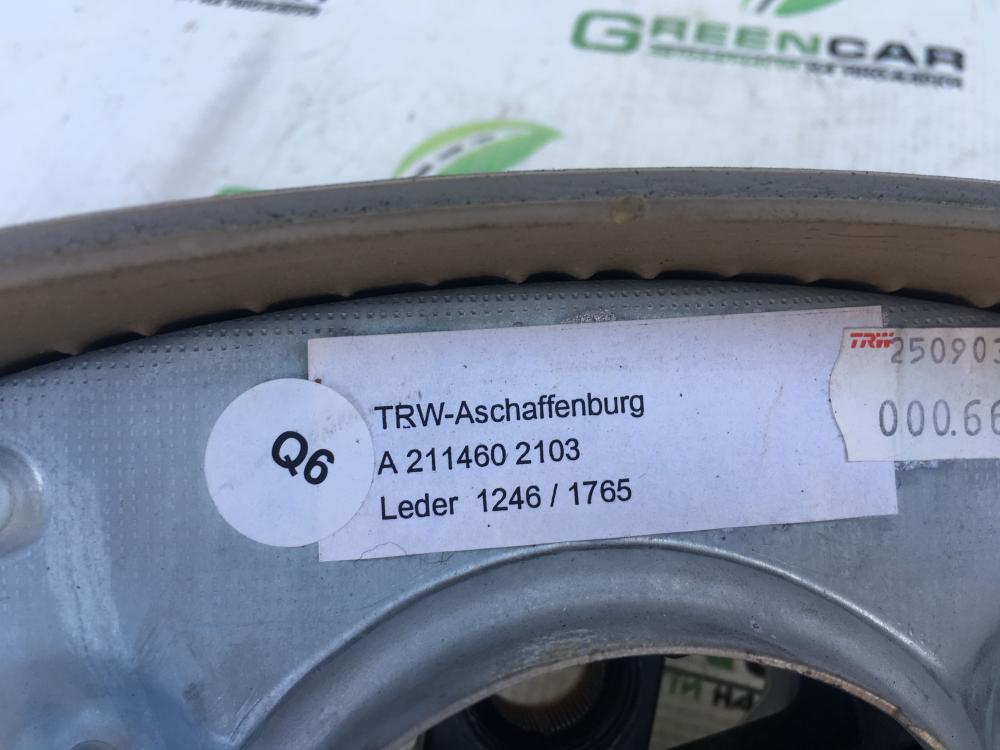 GREENCAR
TRW-Aschaffenburg
A 211460 2103
Leder 1246 / 1765
Q6
TRW 250903
000.66